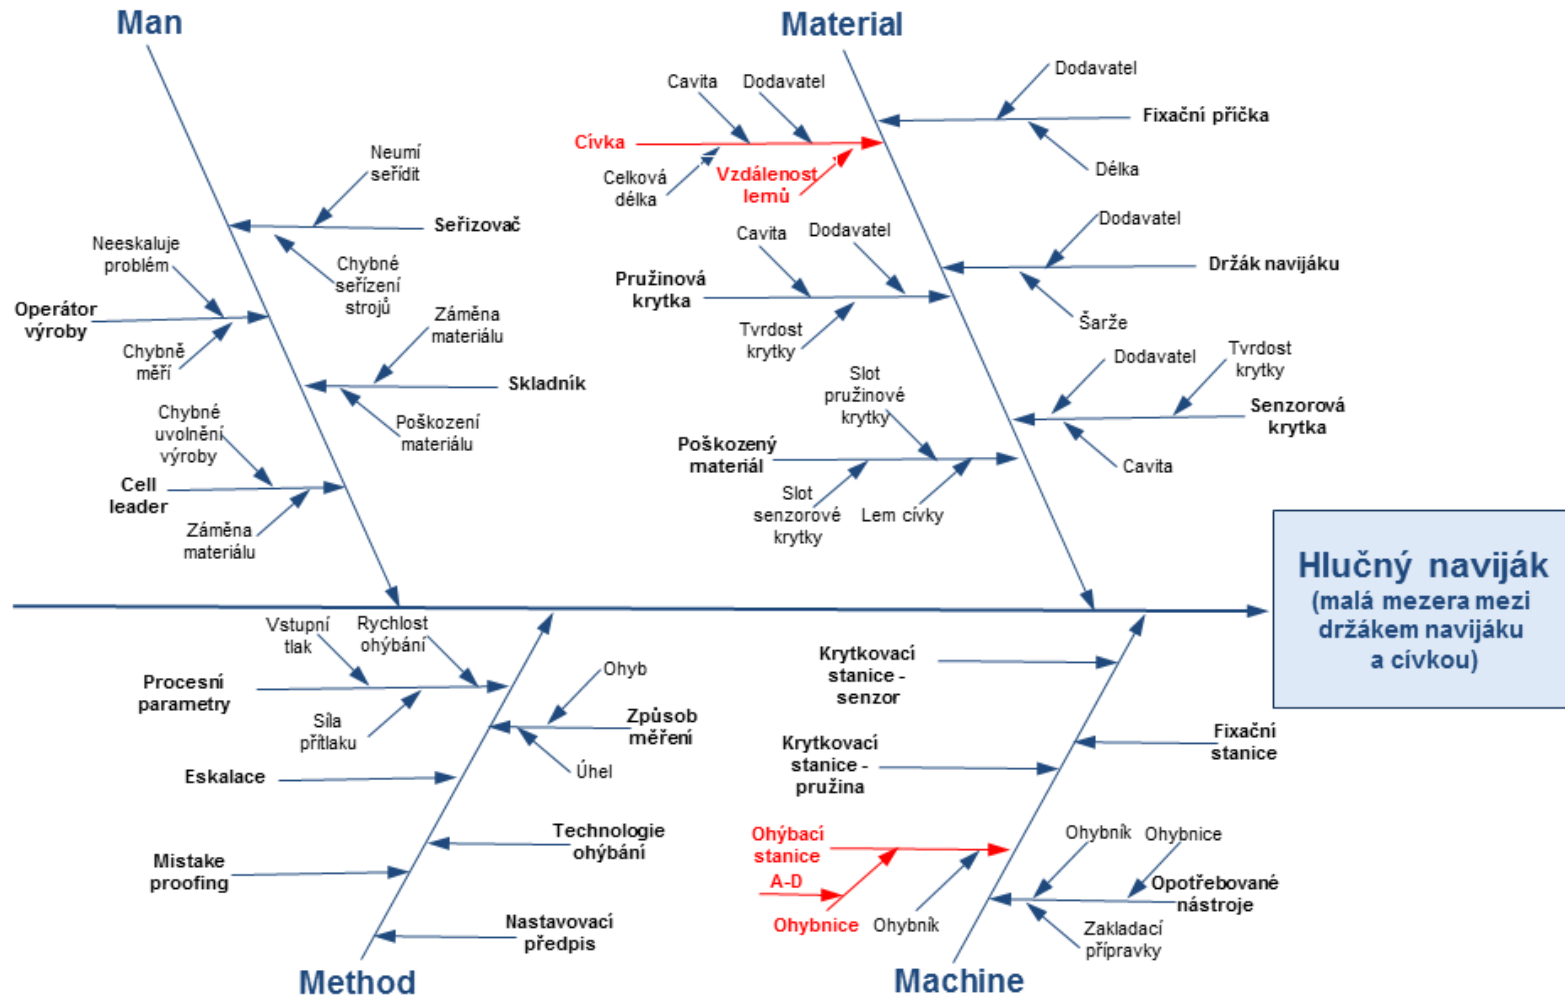 Man
Neumí
seřídit
Seřizovač
Chybné
seřízení
strojů
Neeskaluje
problém
Operátor
výroby
Chybně
měří
Záměna
materiálu
Skladník
Poškození
materiálu
Chybné
uvolnění
výroby
Cell
leader
Záměna
materiálu
Material
Cavita
Dodavatel
Cívka
Celková
délka
Vzdálenost
lemů
Dodavatel
Fixační příčka
Délka
Cavita
Dodavatel
Pružinová
krytka
Tvrdost
krytky
Dodavatel
Držák navijáku
Šarže
Slot
pružinové
krytky
Poškozený
materiál
Slot
senzorové
krytky
Lem cívky
Dodavatel
Tvrdost
krytky
Senzorová
krytka
Cavita
Hlučný naviják
(malá mezera mezi
držákem navijáku
a cívkou)
Vstupní
tlak
Rychlost
ohýbání
Procesní
parametry
Síla
přítlaku
Ohyb
Způsob
měření
Úhel
Eskalace
Technologie
ohýbání
Mistake
proofing
Nastavovací
předpis
Method
Krytkovací
stanice -
senzor
Fixační
stanice
Krytkovací
stanice -
pružina
Ohýbací
stanice
A-D
Ohybnice
Ohybník
Ohybník
Ohybnice
Opotřebované
nástroje
Zakladací
přípravky
Machine